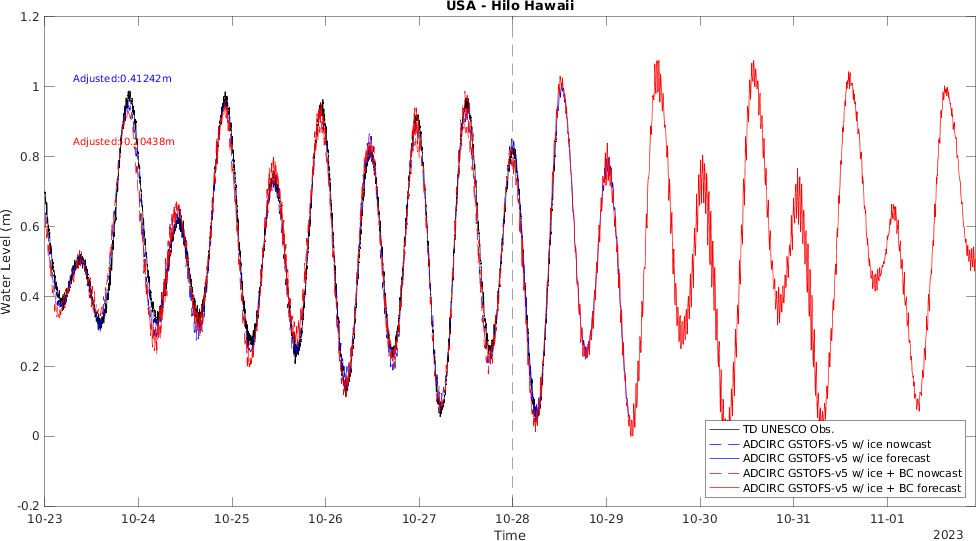 USA - Hilo Hawaii
1.2
1
0.8
0.6
0.4
0.2
0
-0.2
Water Level (m)
Adjusted:0.41242m
Adjusted:-0.20438m
TD UNESCO Obs.
ADCIRC GSTOFS-v5 w/ ice nowcast
ADCIRC GSTOFS-v5 w/ ice forecast
ADCIRC GSTOFS-v5 w/ ice + BC nowcast
ADCIRC GSTOFS-v5 w/ ice + BC forecast
10-23 10-24 10-25 10-26 10-27 10-28 10-29 10-30 10-31 11-01
Time
2023